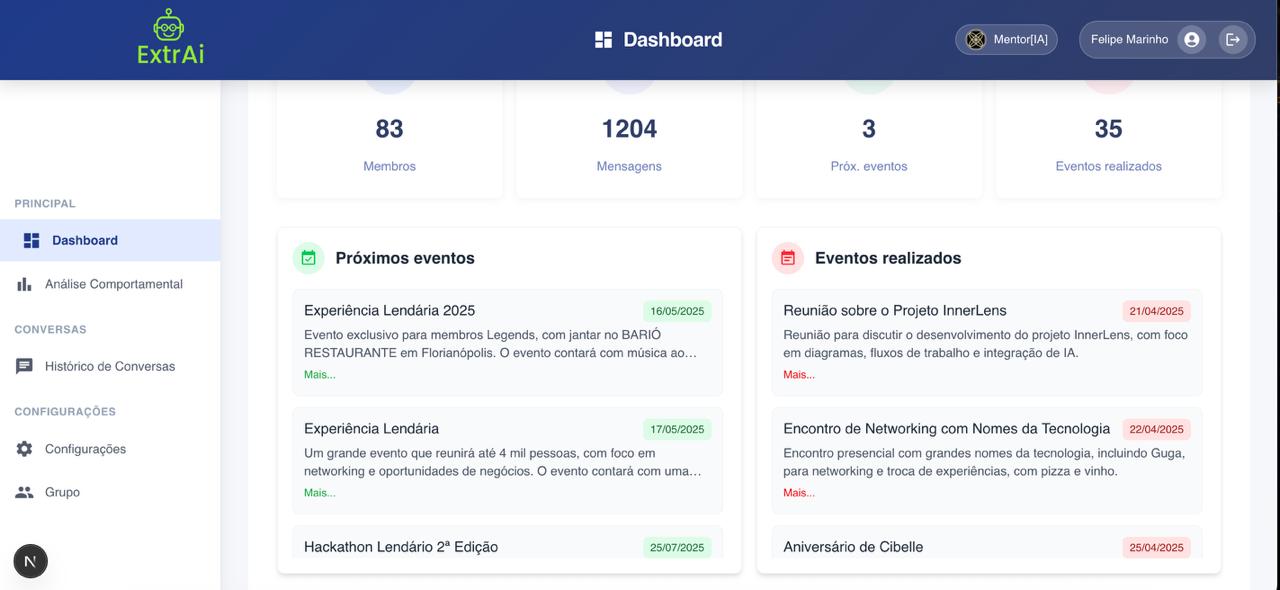 ExtrAi
Dashboard
Mentor[IA]
Felipe Marinho
PRINCIPAL
Dashboard
Análise Comportamental
CONVERSAS
Histórico de Conversas
CONFIGURAÇÕES
Configurações
Grupo
N
83
Membros
1204
Mensagens
3
Próx. eventos
35
Eventos realizados
Próximos eventos
Experiência Lendária 2025
16/05/2025
Evento exclusivo para membros Legends, com jantar no BARIÓ
RESTAURANTE em Florianópolis. O evento contará com música ao...
Mais...
Experiência Lendária
17/05/2025
Um grande evento que reunirá até 4 mil pessoas, com foco em
networking e oportunidades de negócios. O evento contará com uma...
Mais...
Hackathon Lendário 2ª Edição
25/07/2025
Eventos realizados
Reunião sobre o Projeto InnerLens
21/04/2025
Reunião para discutir o desenvolvimento do projeto InnerLens, com foco
em diagramas, fluxos de trabalho e integração de IA.
Mais...
Encontro de Networking com Nomes da Tecnologia
22/04/2025
Encontro presencial com grandes nomes da tecnologia, incluindo Guga,
para networking e troca de experiências, com pizza e vinho.
Mais...
Aniversário de Cibelle
25/04/2025